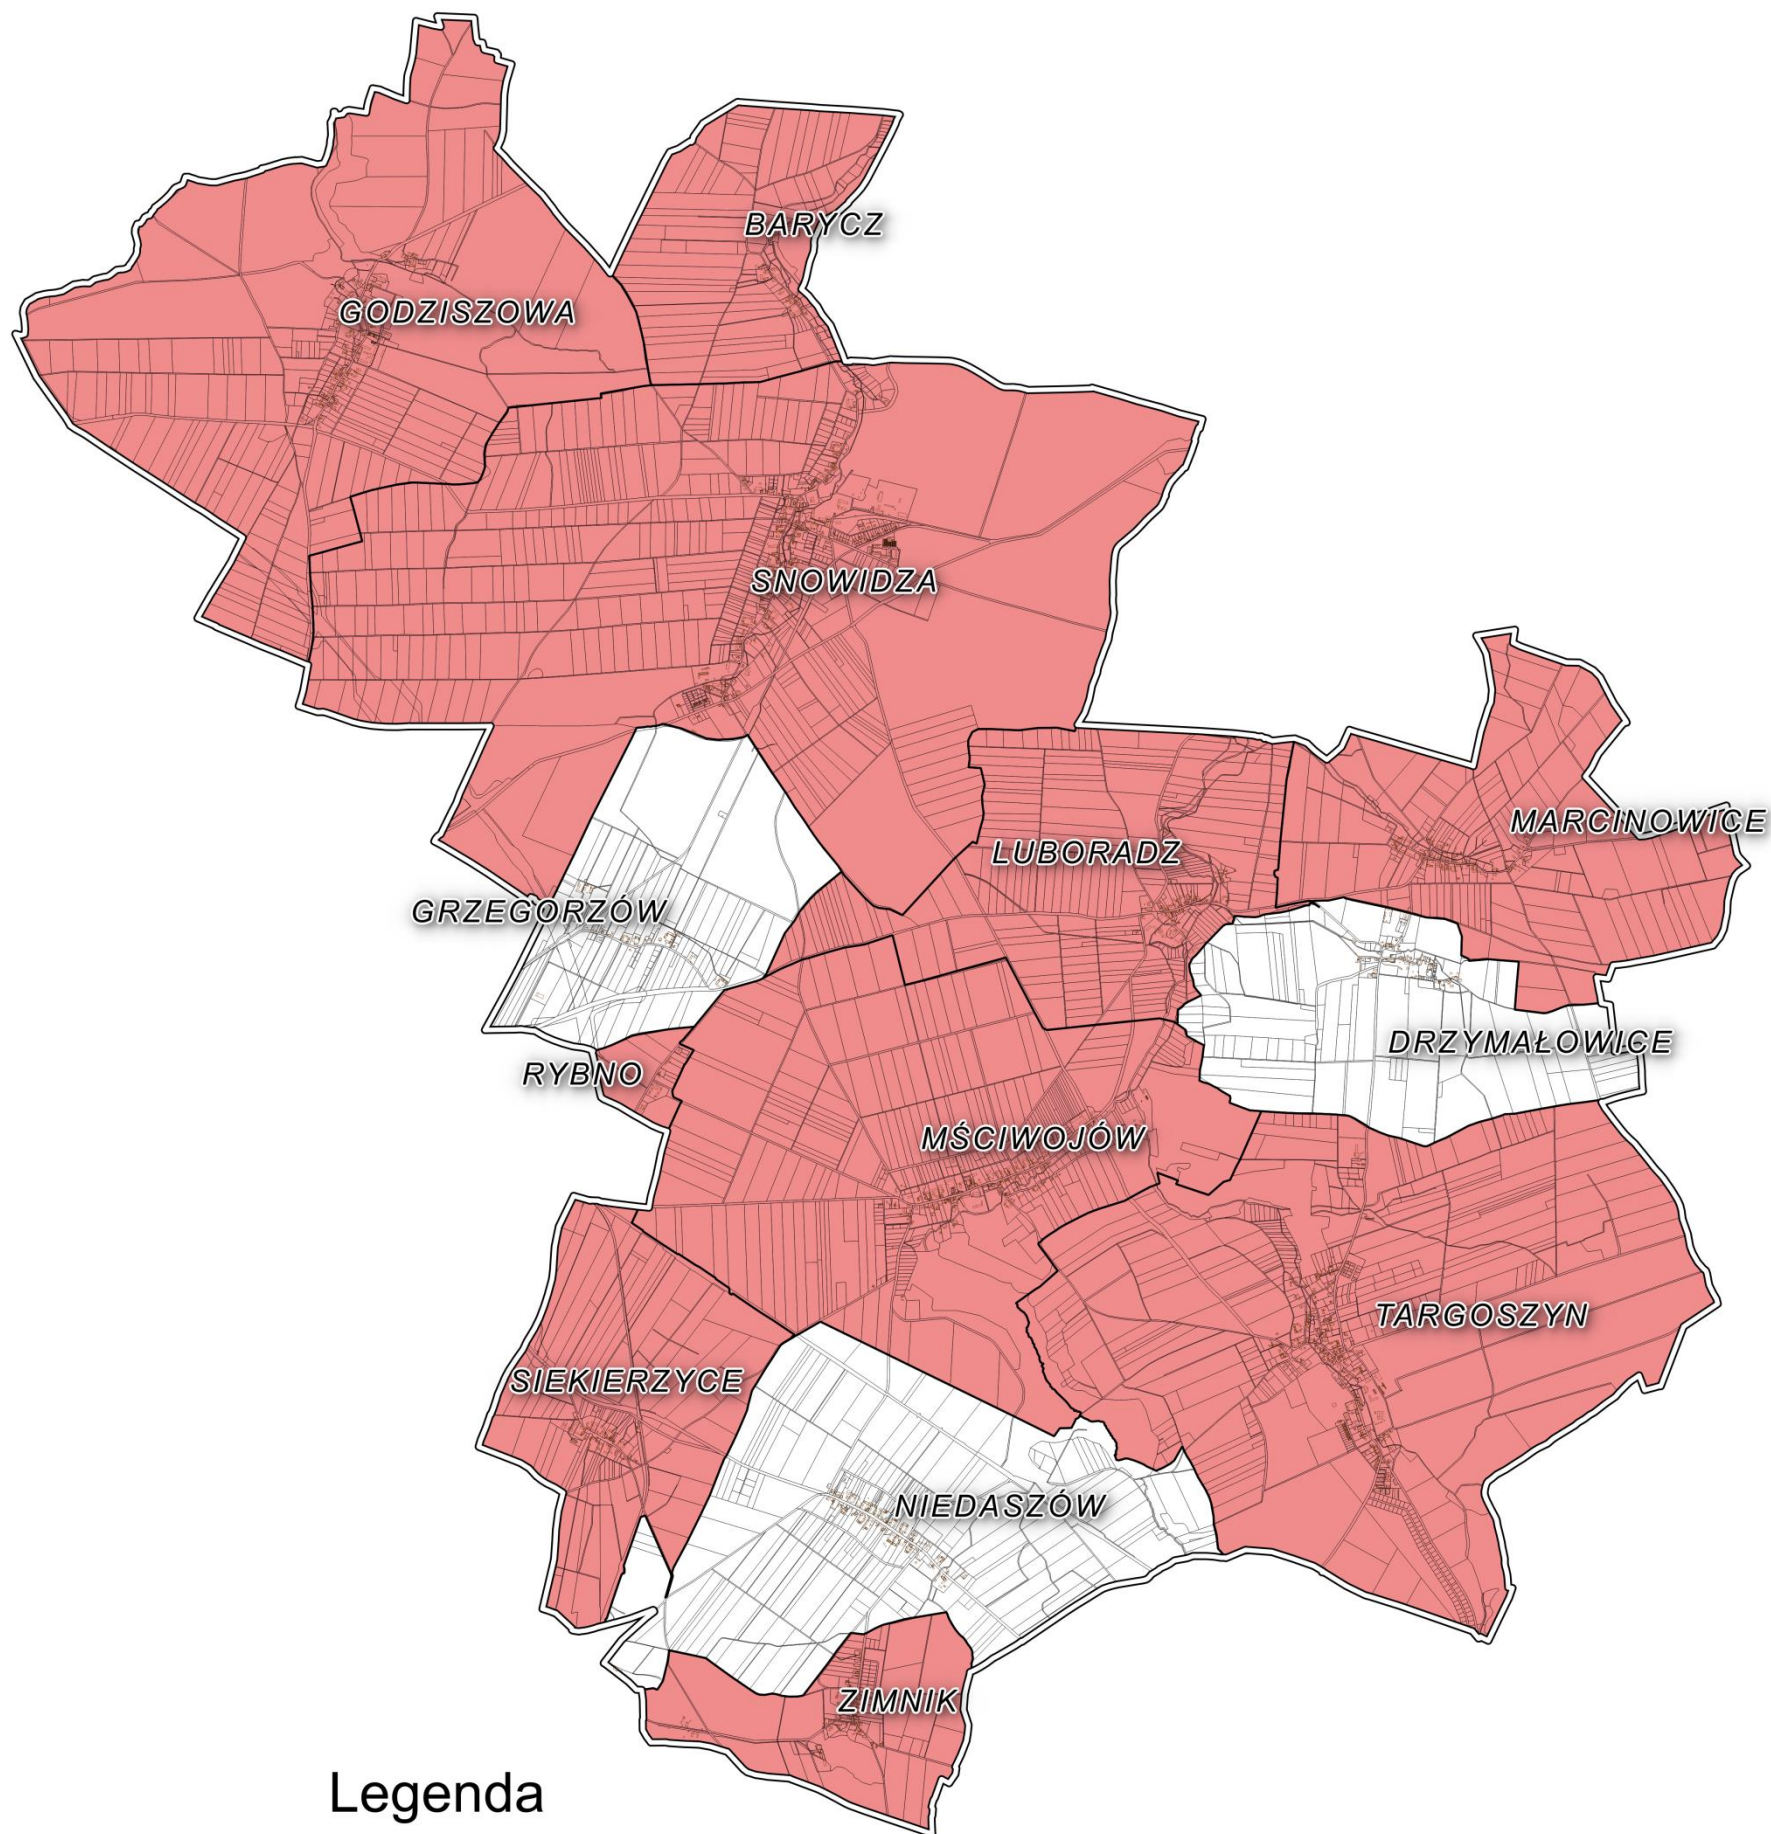 BARYCZ
GODZISZOWA
SNOWIDZA
MARCINOWICE
LUBORADZ
GRZEGORZÓW
DRZYMAŁOWICE
RYBNO
MŚCIWOJÓW
TARGOSZYN
SIEKIERZYCE
NIEDASZÓW
ZIMNIK
Legenda